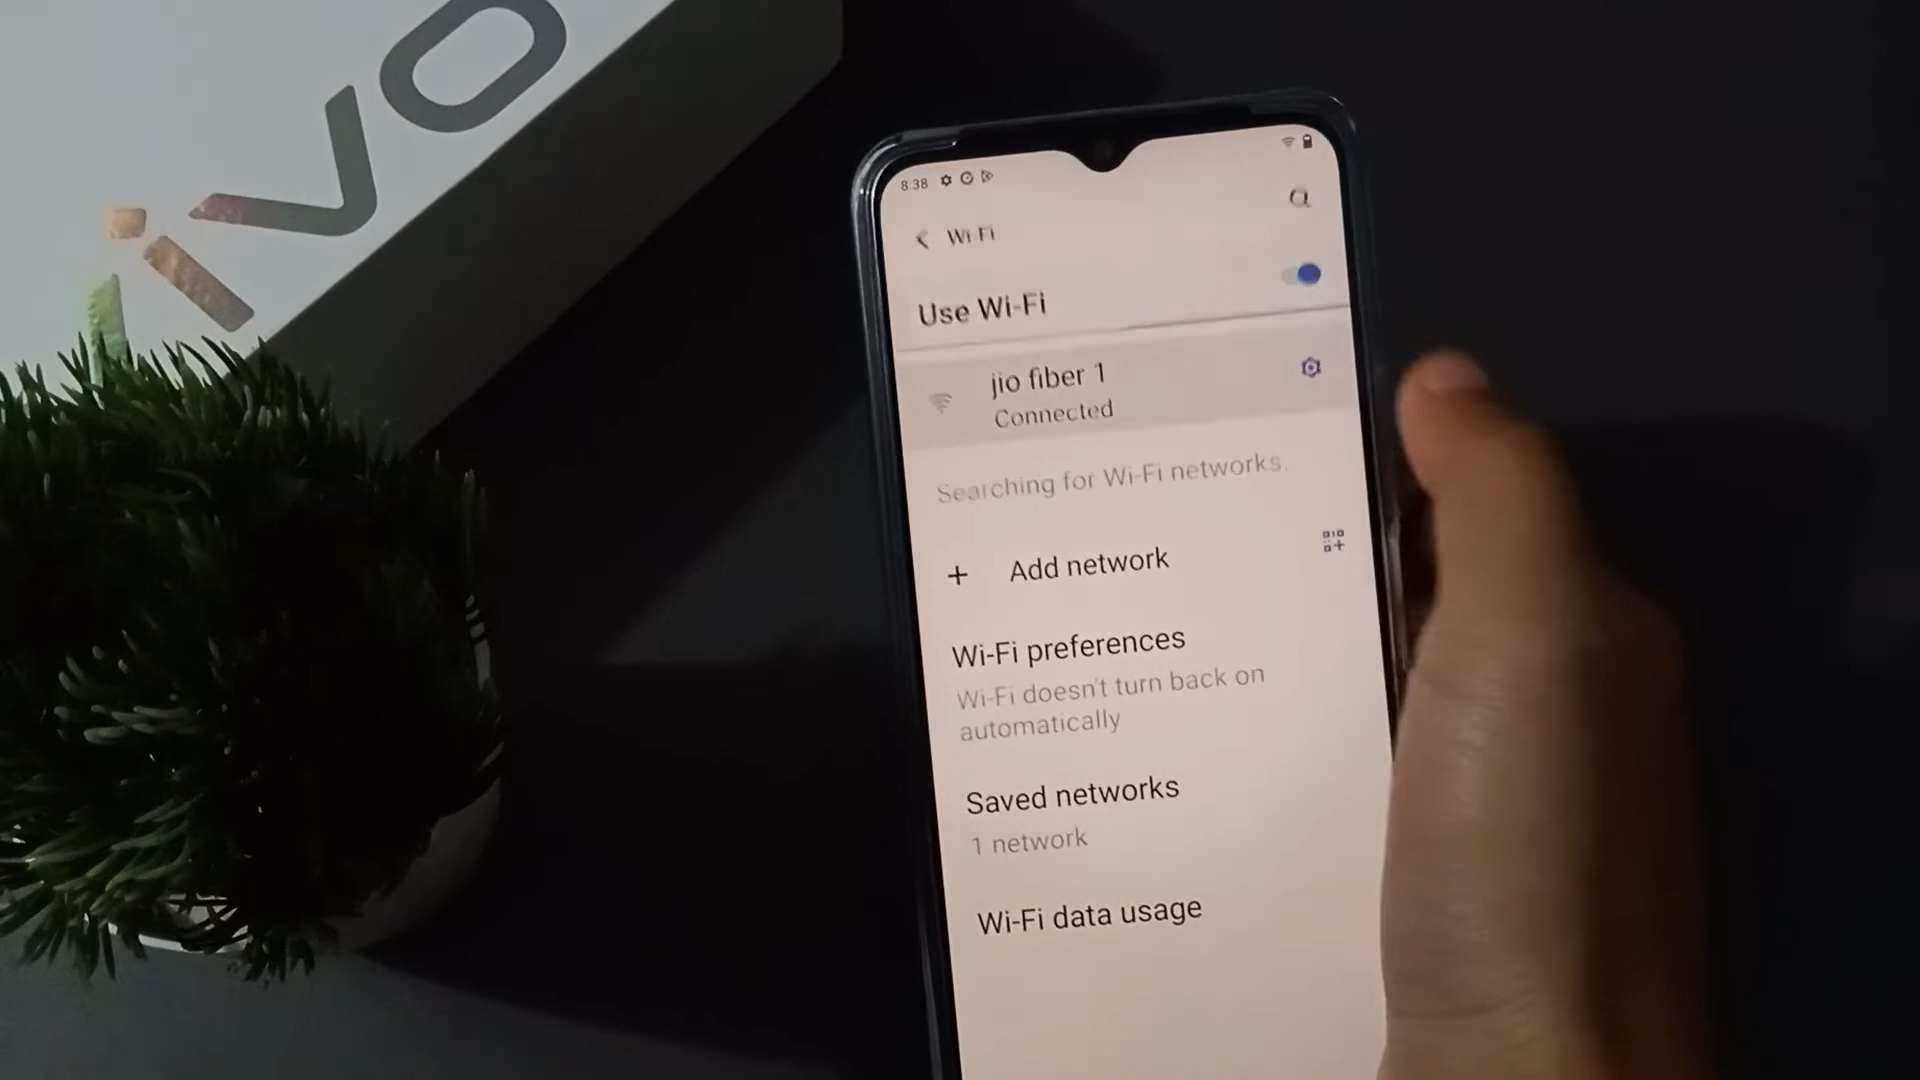 vivo
8:38
Wi-Fi
Use Wi-Fi
jio fiber 1
Connected
Searching for Wi-Fi networks.
+ Add network
Wi-Fi preferences
Wi-Fi doesn't turn back on
automatically
Saved networks
1 network
Wi-Fi data usage